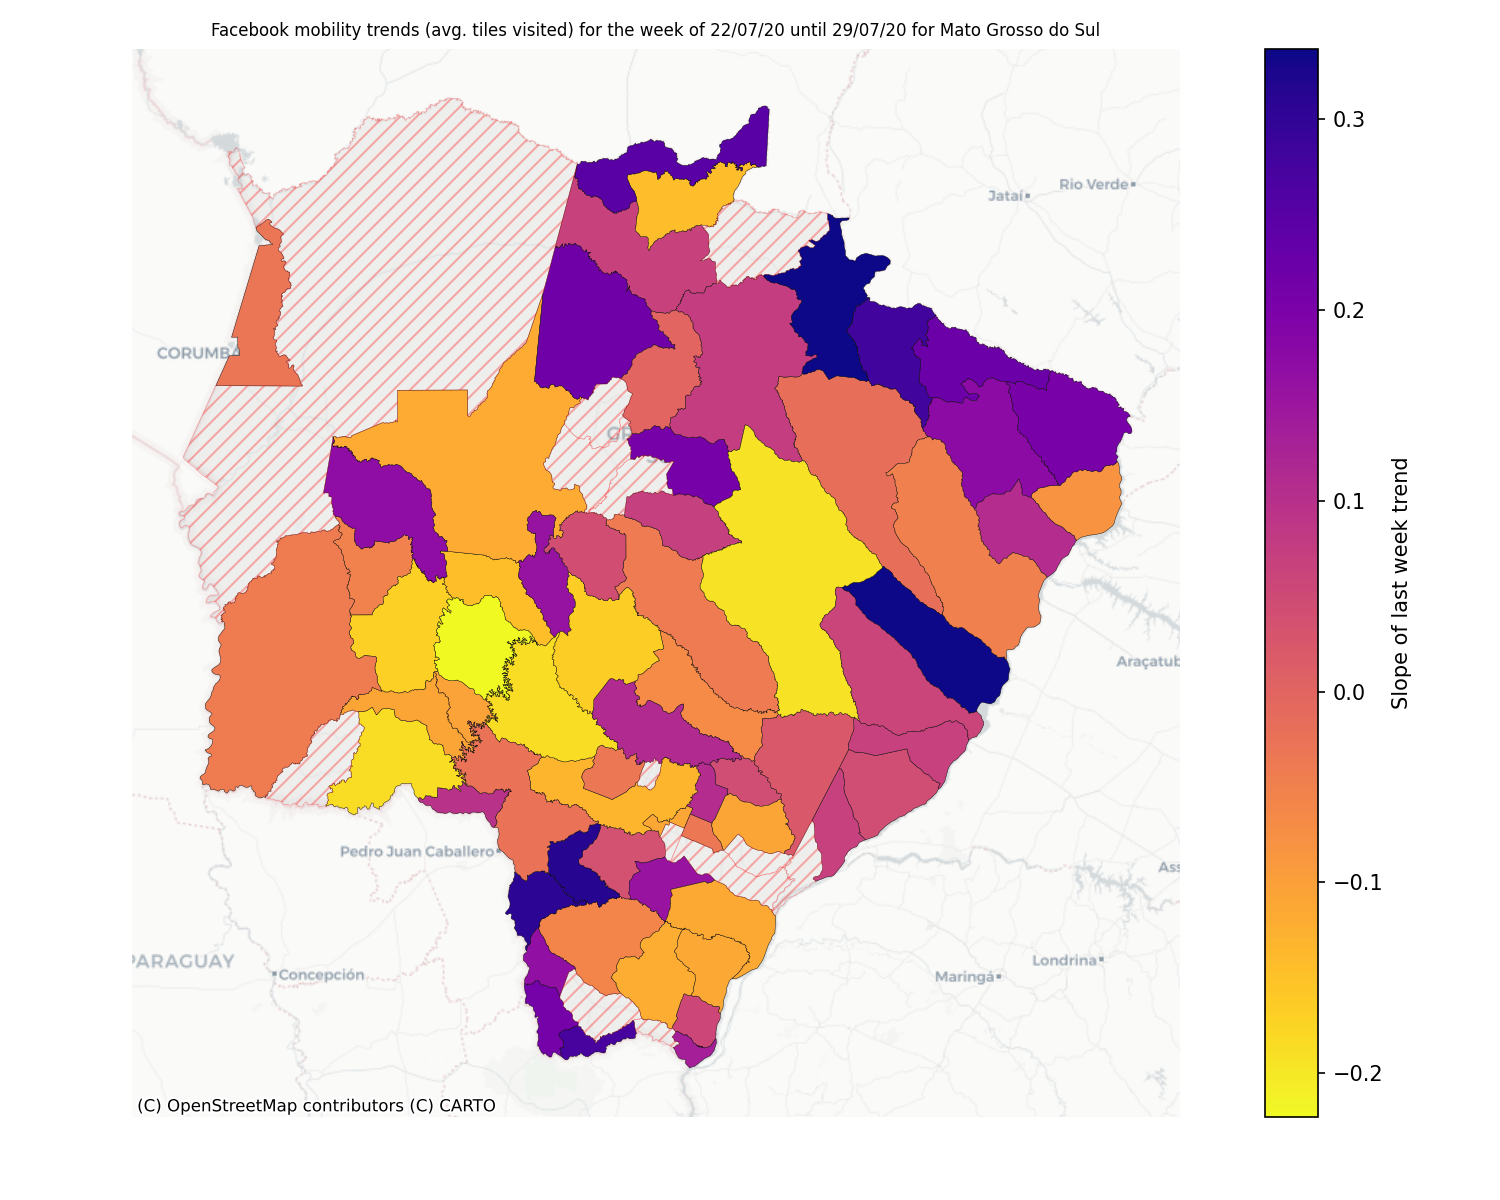 Facebook mobility trends (avg. tiles visited) for the week of 22/07/20 until 29/07/20 for Mato Grosso do Sul
Jataí
Rio Verde
CORUMBÁ
Araçatub
Pedro Juan Caballero
Ass
PARAGUAY
Concepción
Maringá
Londrina
(C) OpenStreetMap contributors (C) CARTO
0.3
0.2
0.1
0.0
−0.1
−0.2
Slope of last week trend